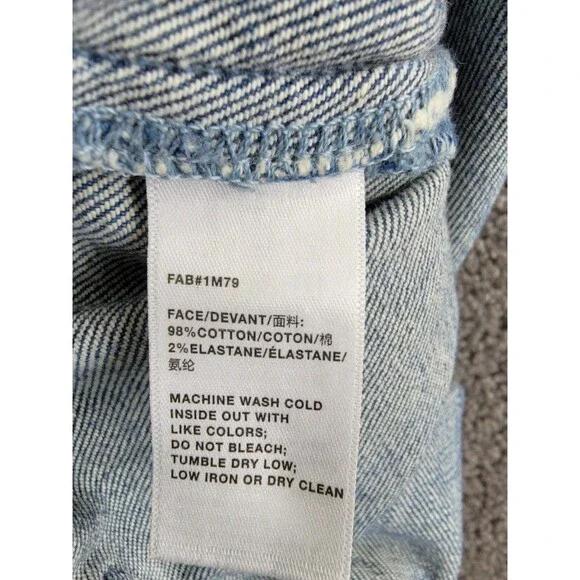 FAB#1M79
FACE/DEVANT/面料:
98%COTTON/COTON/棉
2%ELASTANE/ÉLASTANE/
氨纶
MACHINE WASH COLD
INSIDE OUT WITH
LIKE COLORS;
DO NOT BLEACH;
TUMBLE DRY LOW;
LOW IRON OR DRY CLEAN